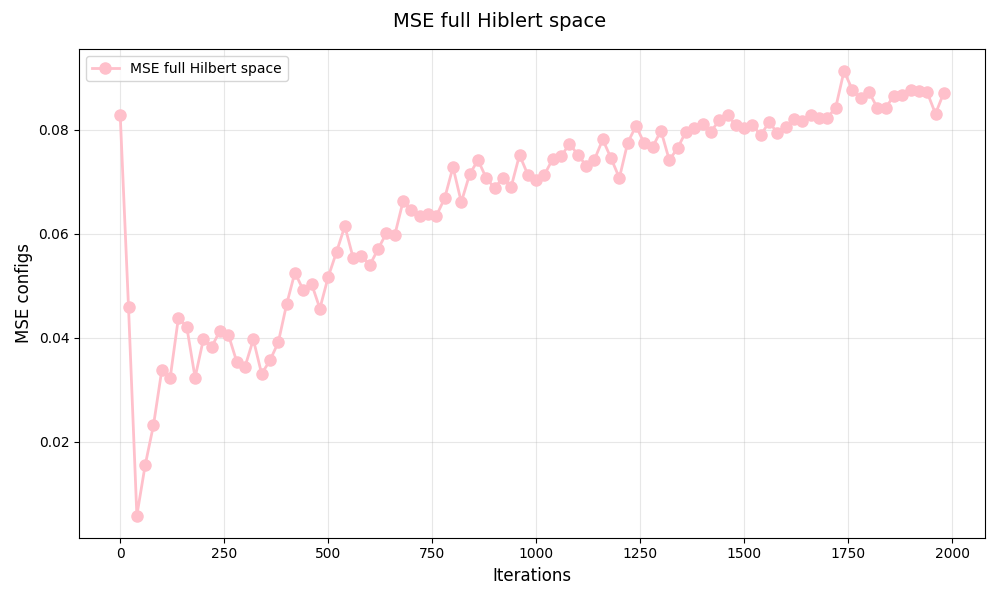 MSE full Hiblert space
MSE full Hilbert space
MSE configs
0.08
0.06
0.04
0.02
0 250 500 750 1000 1250 1500 1750 2000
Iterations